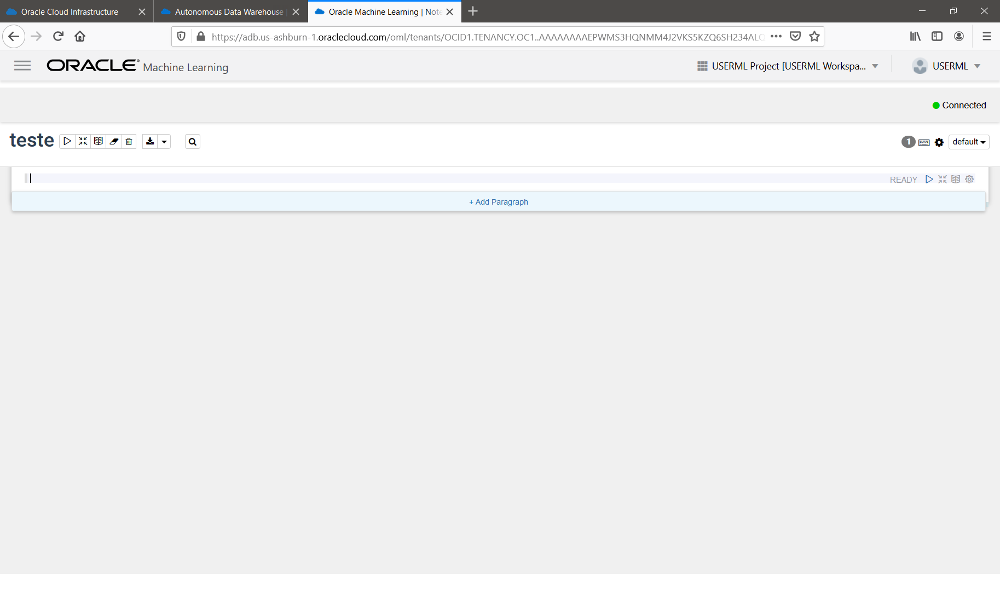 Oracle Cloud Infrastructure
Autonomous Data Warehouse
Oracle Machine Learning | Note
https://adb.us-ashburn-1.oraclecloud.com/oml/tenants/OCID1.TENANCY.OC1..AAAAAAAAEPWMS3HQNMM4J2VKS5KZQ6SH234ALQ
ORACLE® Machine Learning
USERML Project [USERML Workspa...
USERML
Connected
teste
1
default
READY
+ Add Paragraph